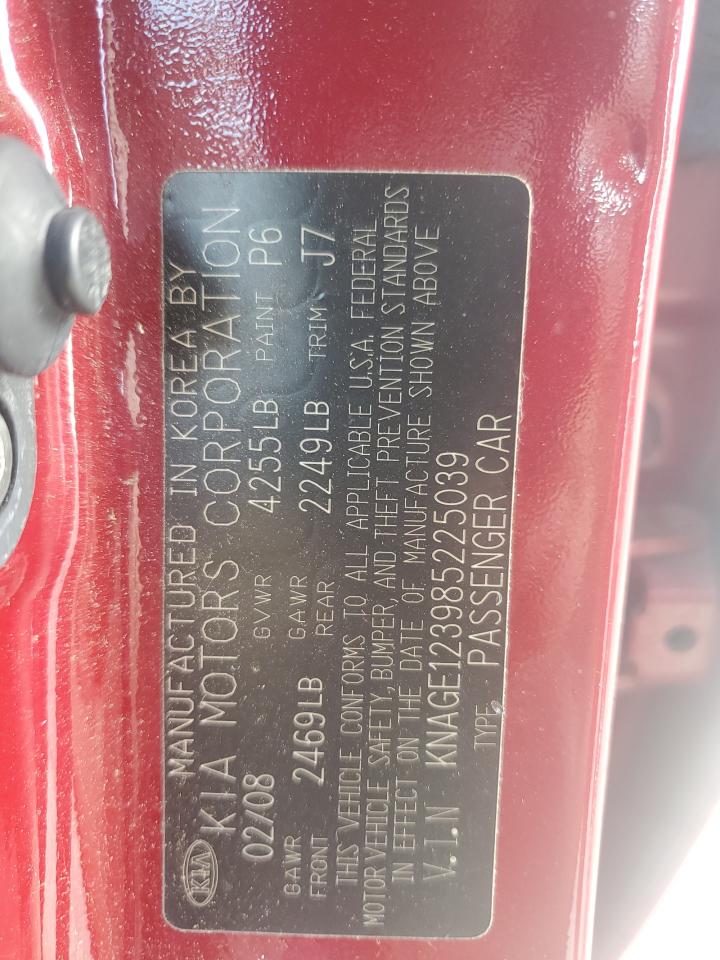 KIA MANUFACTURED IN KOREA BY
KIA MOTORS CORPORATION
02/08 GVWR 4255LB PAINT P6
GAWR FRONT 2469LB GAWR REAR 2249LB TRIM J7
THIS VEHICLE CONFORMS TO ALL APPLICABLE U.S.A. FEDERAL
MOTOR VEHICLE SAFETY, BUMPER, AND THEFT PREVENTION STANDARDS
IN EFFECT ON THE DATE OF MANUFACTURE SHOWN ABOVE
V.I.N KNAGE123985225039
TYPE PASSENGER CAR